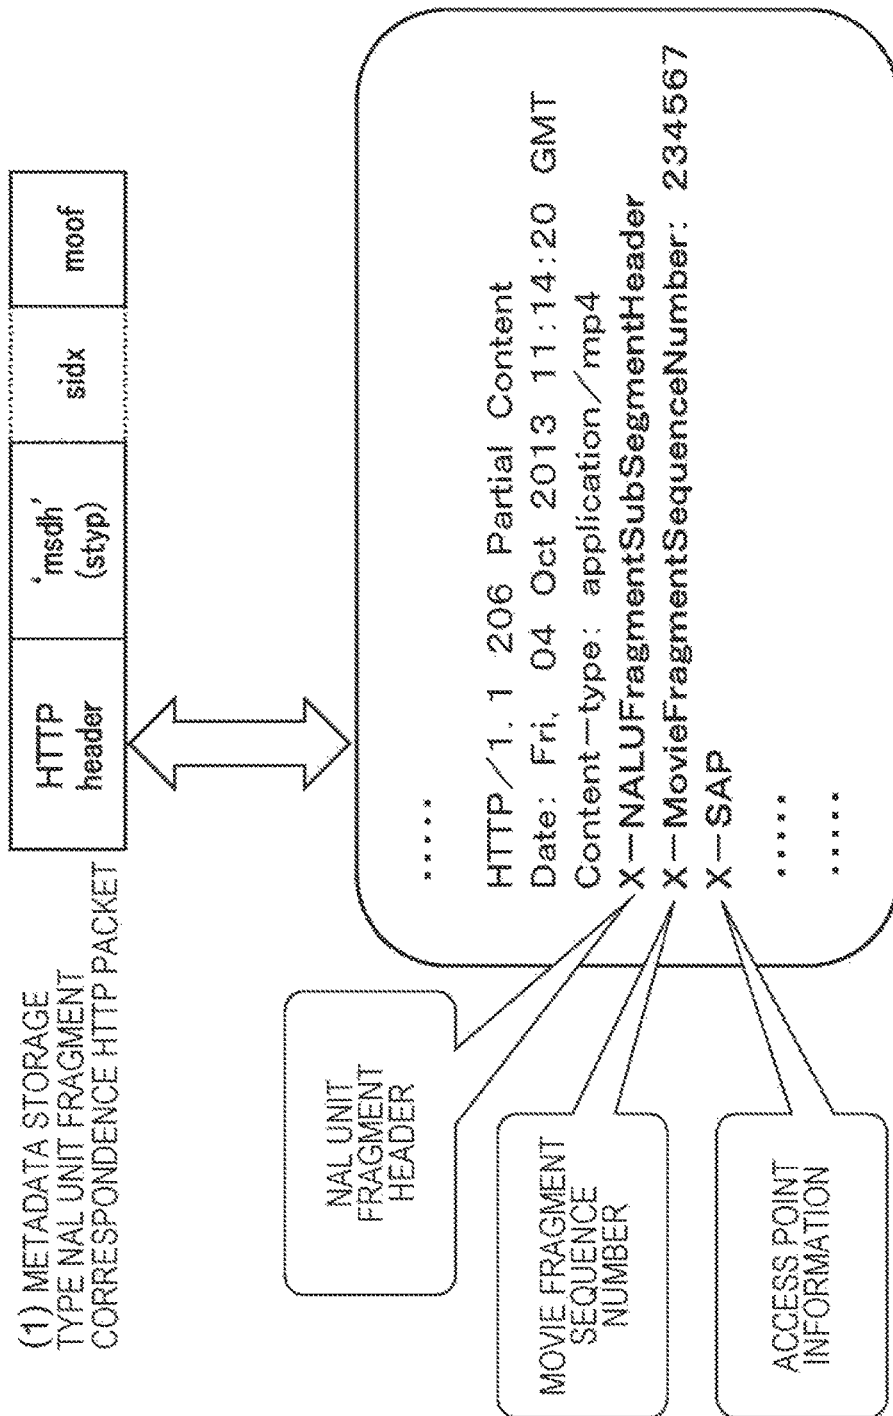 (1) METADATA STORAGE
TYPE NAL UNIT FRAGMENT
CORRESPONDENCE HTTP PACKET
HTTP
header
'msdh'
(styp)
sidx
moof
.....
HTTP/1.1 206 Partial Content
Date: Fri, 04 Oct 2013 11:14:20 GMT
Content-type: application/mp4
X-NALUFragmentSubSegmentHeader
X-MovieFragmentSequenceNumber: 234567
X-SAP
.....
.....
NAL UNIT
FRAGMENT
HEADER
MOVIE FRAGMENT
SEQUENCE
NUMBER
ACCESS POINT
INFORMATION